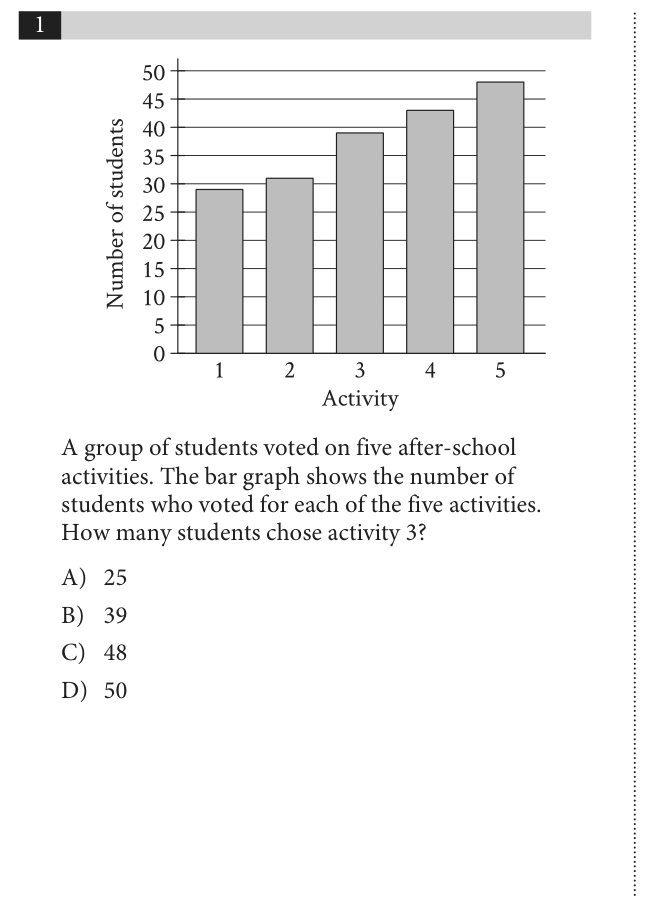 1
50
45
40
35
30
25
20
15
10
5
0
Number of students
1 2 3 4 5
Activity
A group of students voted on five after-school
activities. The bar graph shows the number of
students who voted for each of the five activities.
How many students chose activity 3?
A) 25
B) 39
C) 48
D) 50